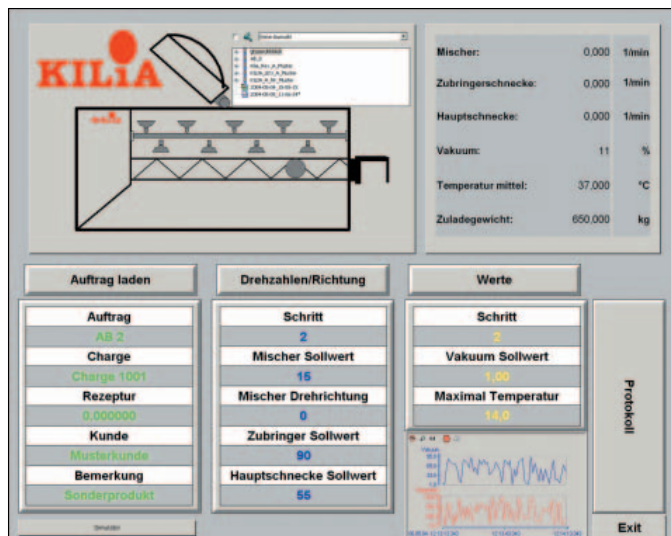 KILiA
Mischer: 0,000 1/min
Zubringerschnecke: 0,000 1/min
Hauptschnecke: 0,000 1/min
Vakuum: 11 %
Temperatur mittel: 37,000 °C
Zuladegewicht: 650,000 kg
Auftrag laden
Drehzahlen/Richtung
Werte
Auftrag
AB 2
Charge
Charge 1001
Rezeptur
0.000000
Kunde
Musterkunde
Bemerkung
Sonderprodukt
Schritt
2
Mischer Sollwert
15
Mischer Drehrichtung
0
Zubringer Sollwert
90
Hauptschnecke Sollwert
55
Schritt
2
Vakuum Sollwert
1,00
Maximal Temperatur
14,0
Protokoll
Exit